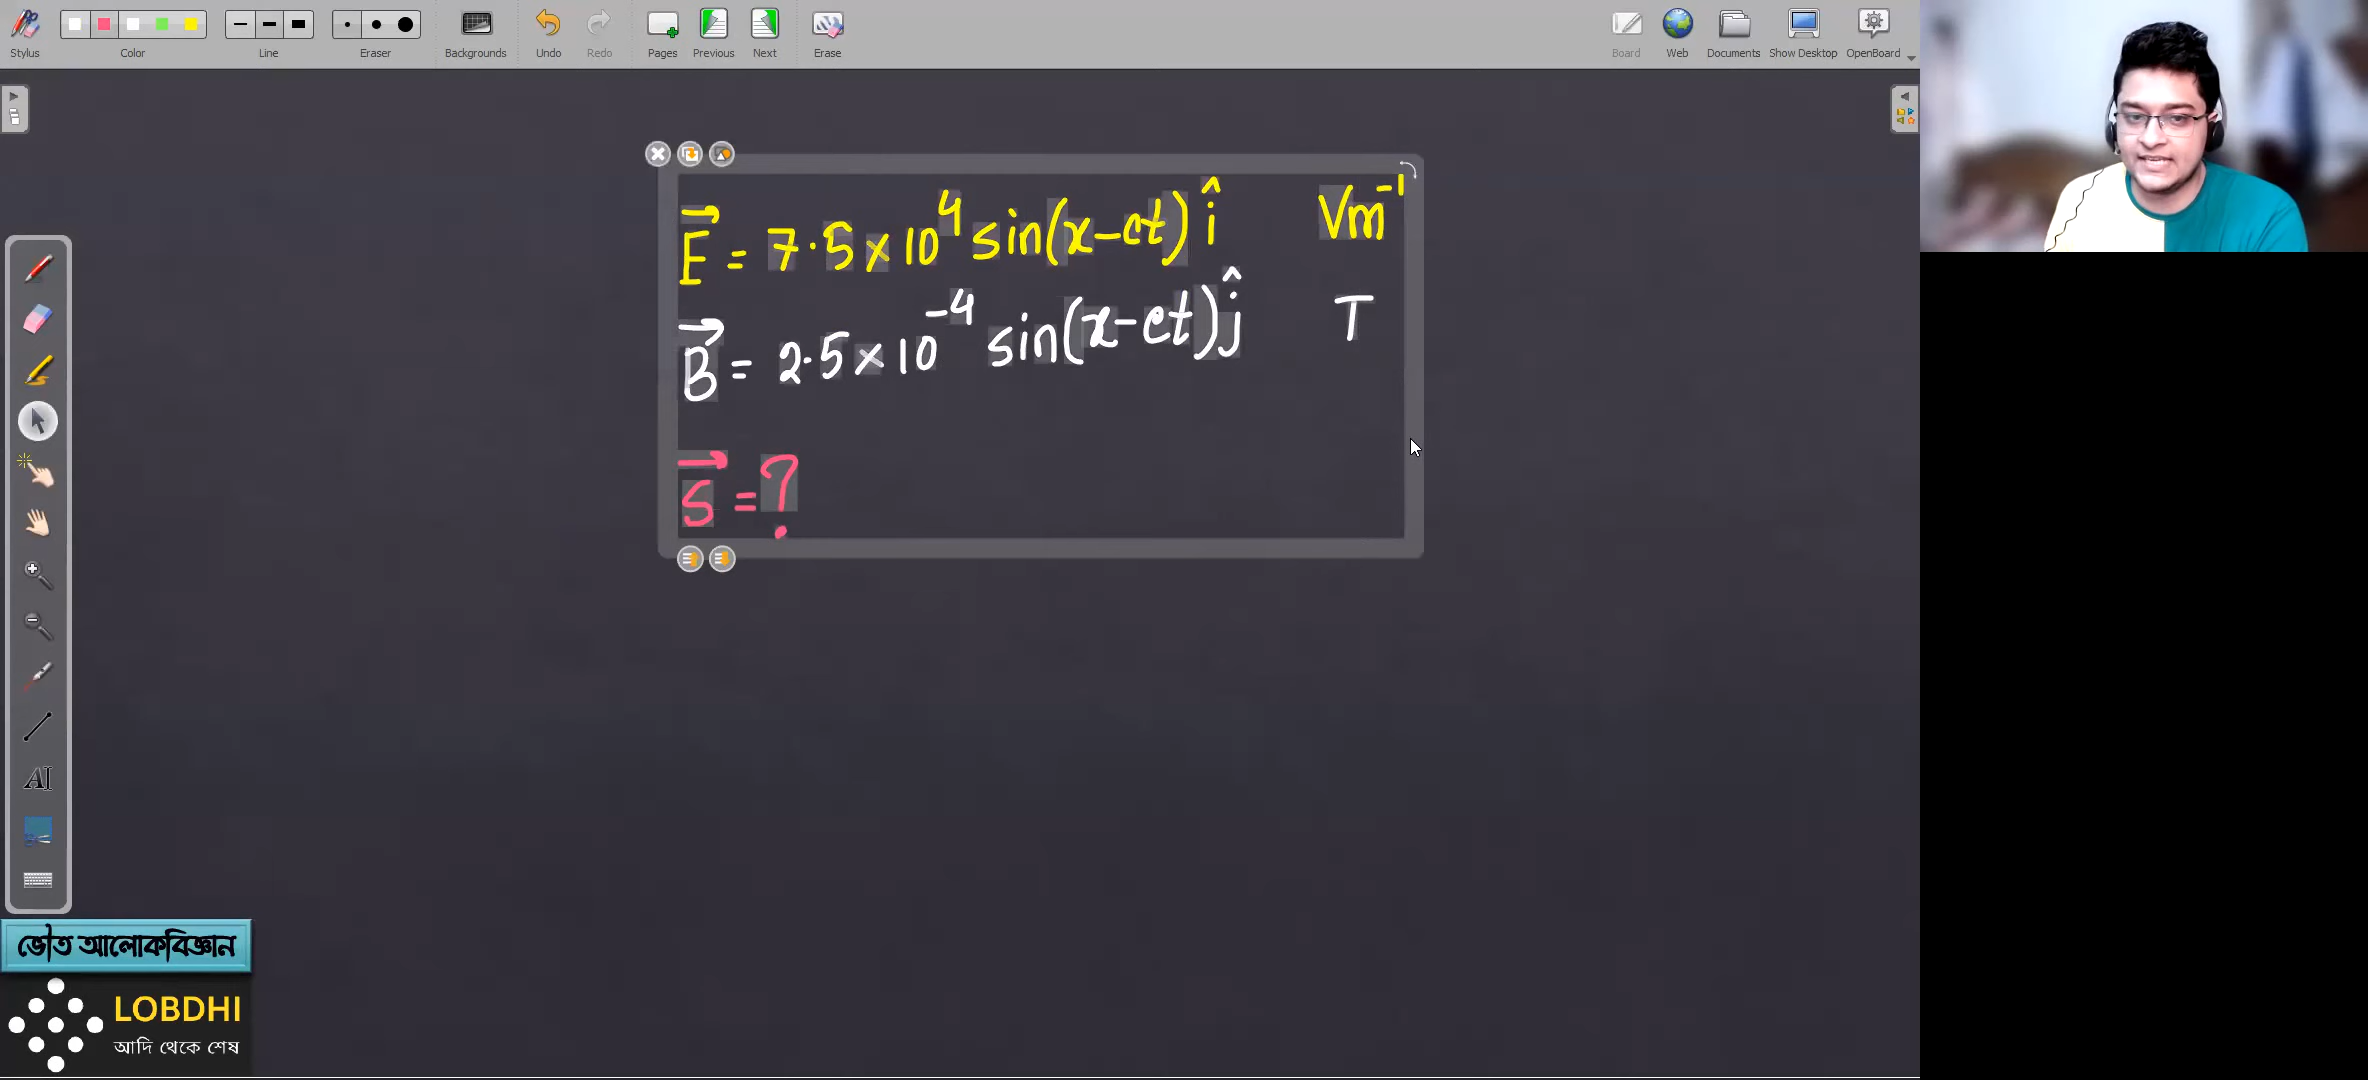 Stylus
Color
Line
Eraser
Backgrounds
Undo
Redo
Pages
Previous
Next
Erase
Board
Web
Documents
Show Desktop
OpenBoard
E⃗ = 7·5×10⁴ sin(x−ct) î Vm⁻¹
B⃗ = 2·5×10⁻⁴ sin(x−ct) ĵ T
S⃗ = ?
AI
ভৌত আলোকবিজ্ঞান
LOBDHI
আদি থেকে শেষ